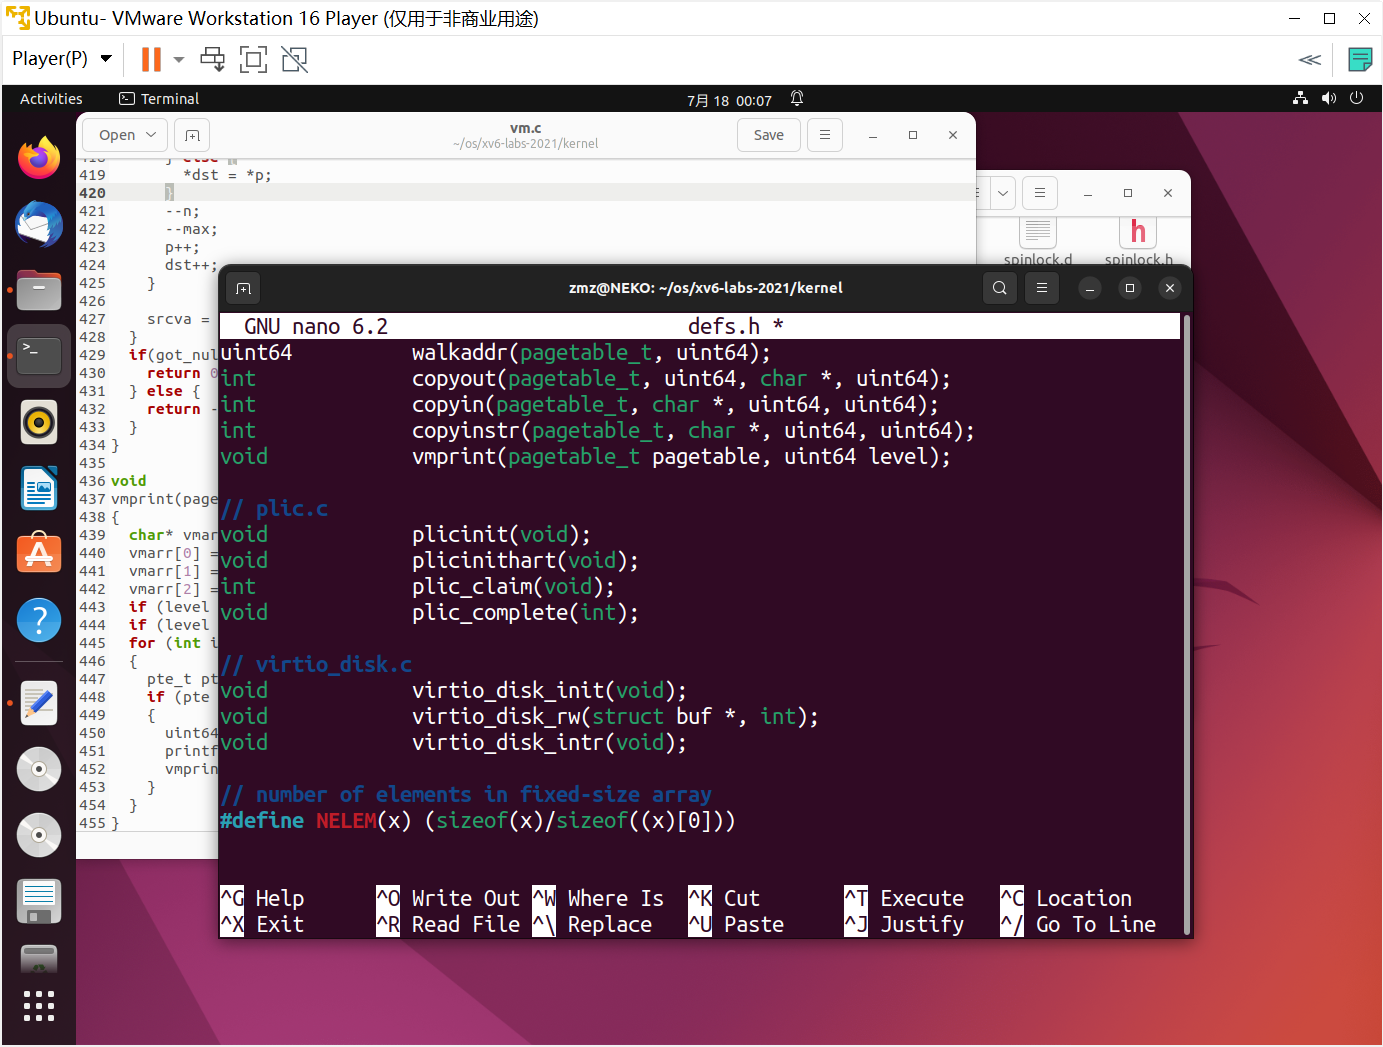 Ubuntu- VMware Workstation 16 Player (仅用于非商业用途)
Player(P)
Activities
Terminal
7月 18 00:07
Open
vm.c
~/os/xv6-labs-2021/kernel
Save
418 } else {
419 *dst = *p;
420 }
421 --n;
422 --max;
423 p++;
424 dst++;
425 }
426
427 srcva =
428 }
429 if(got_nul
430 return 0
431 } else {
432 return -
433 }
434 }
435
436 void
437 vmprint(page
438 {
439 char* vmar
440 vmarr[0] =
441 vmarr[1] =
442 vmarr[2] =
443 if (level
444 if (level
445 for (int i
446 {
447 pte_t pt
448 if (pte
449 {
450 uint64
451 printf
452 vmprin
453 }
454 }
455 }
h
spinlock.d
spinlock.h
zmz@NEKO: ~/os/xv6-labs-2021/kernel
GNU nano 6.2 defs.h *
uint64 walkaddr(pagetable_t, uint64);
int copyout(pagetable_t, uint64, char *, uint64);
int copyin(pagetable_t, char *, uint64, uint64);
int copyinstr(pagetable_t, char *, uint64, uint64);
void vmprint(pagetable_t pagetable, uint64 level);
// plic.c
void plicinit(void);
void plicinithart(void);
int plic_claim(void);
void plic_complete(int);
// virtio_disk.c
void virtio_disk_init(void);
void virtio_disk_rw(struct buf *, int);
void virtio_disk_intr(void);
// number of elements in fixed-size array
#define NELEM(x) (sizeof(x)/sizeof((x)[0]))
^G Help ^O Write Out ^W Where Is ^K Cut ^T Execute ^C Location
^X Exit ^R Read File ^\ Replace ^U Paste ^J Justify ^/ Go To Line